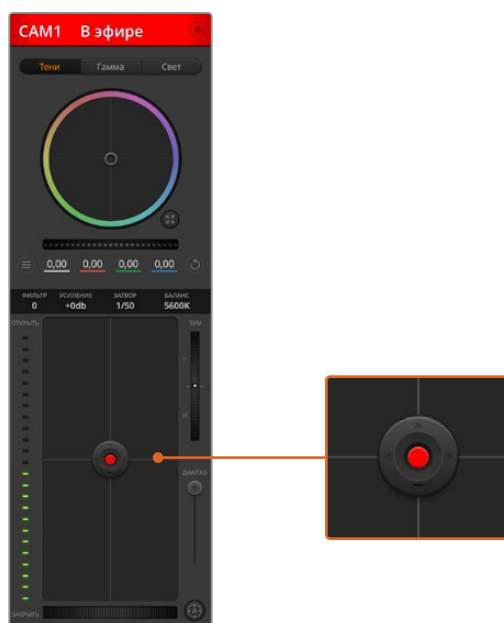 CAM1 В эфире
Тени Гамма Свет
0,00 0,00 0,00 0,00
ФИЛЬТР УСИЛЕНИЕ ЗАТВОР БАЛАНС
0 +0db 1/50 5600K
ОТКРЫТЬ ЗУМ
T
W
ДИАПАЗ.
ЗАКРЫТЬ